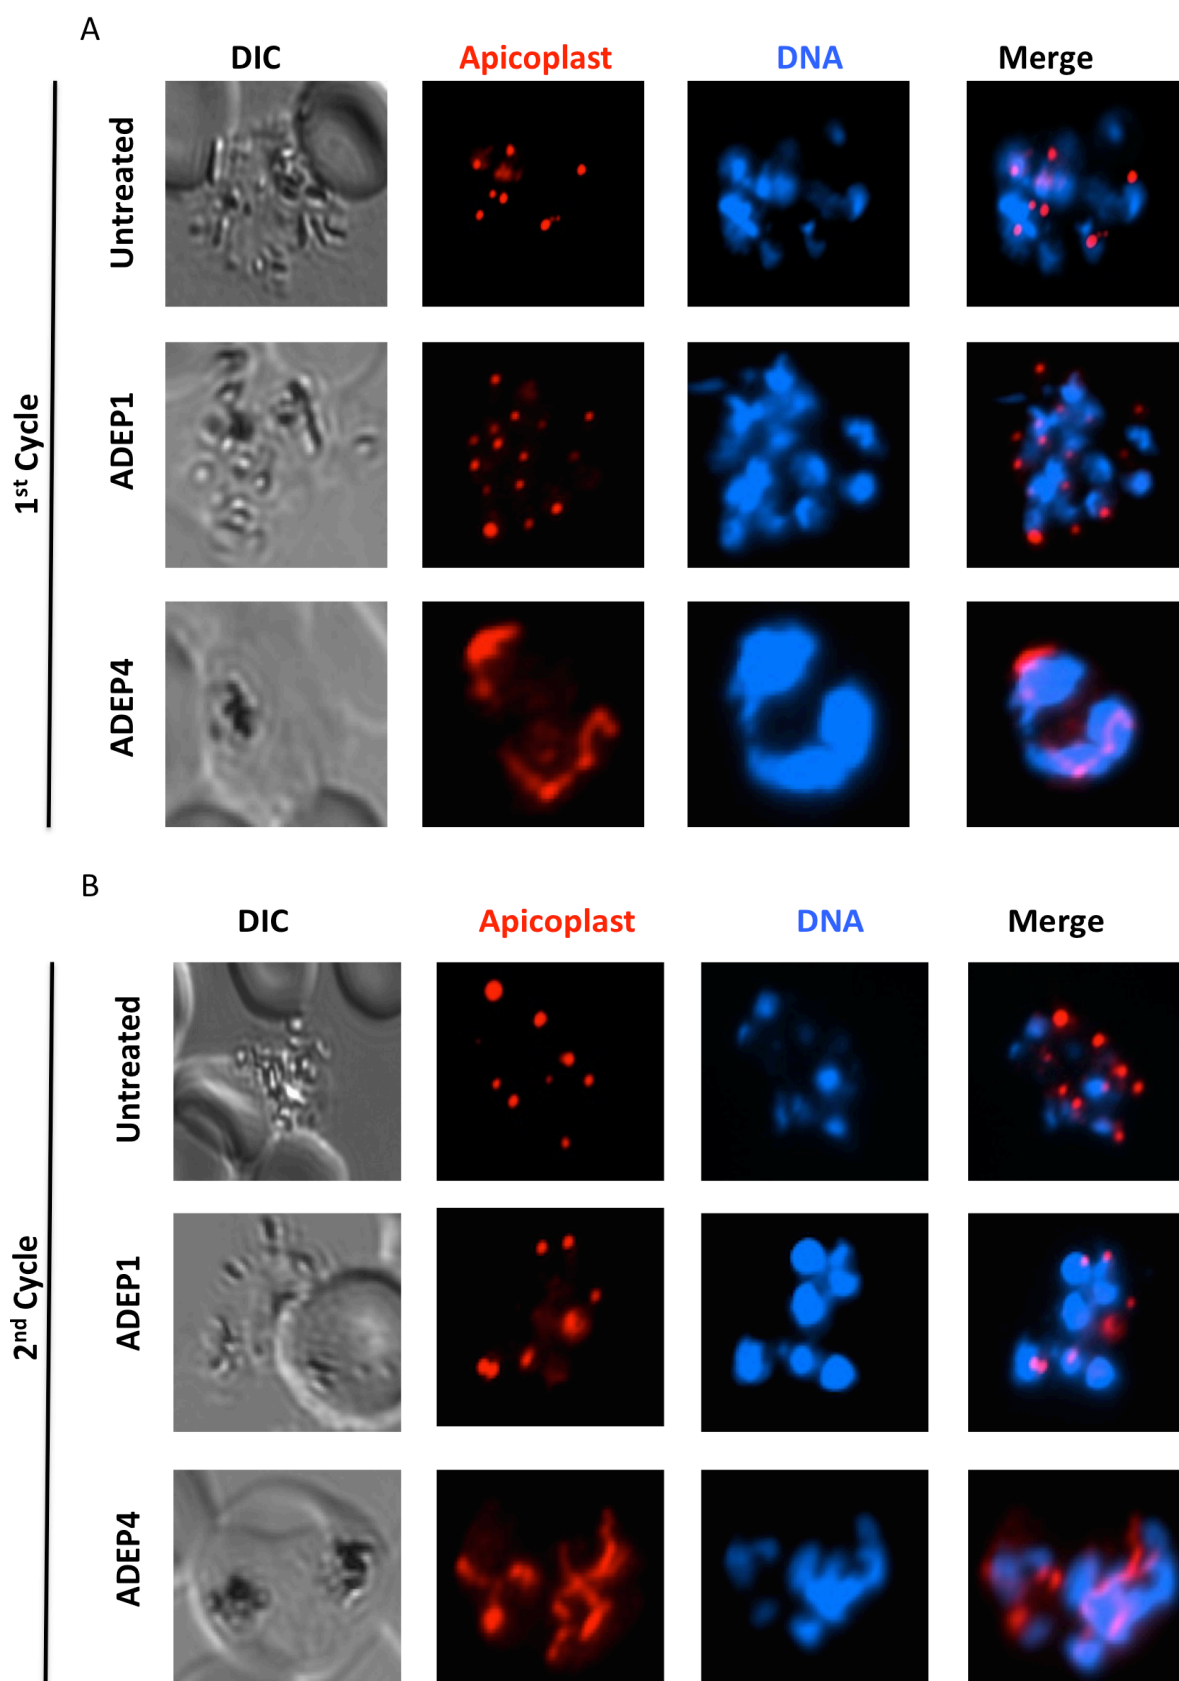 A
DIC Apicoplast DNA Merge
1st Cycle
Untreated
ADEP1
ADEP4
B
DIC Apicoplast DNA Merge
2nd Cycle
Untreated
ADEP1
ADEP4